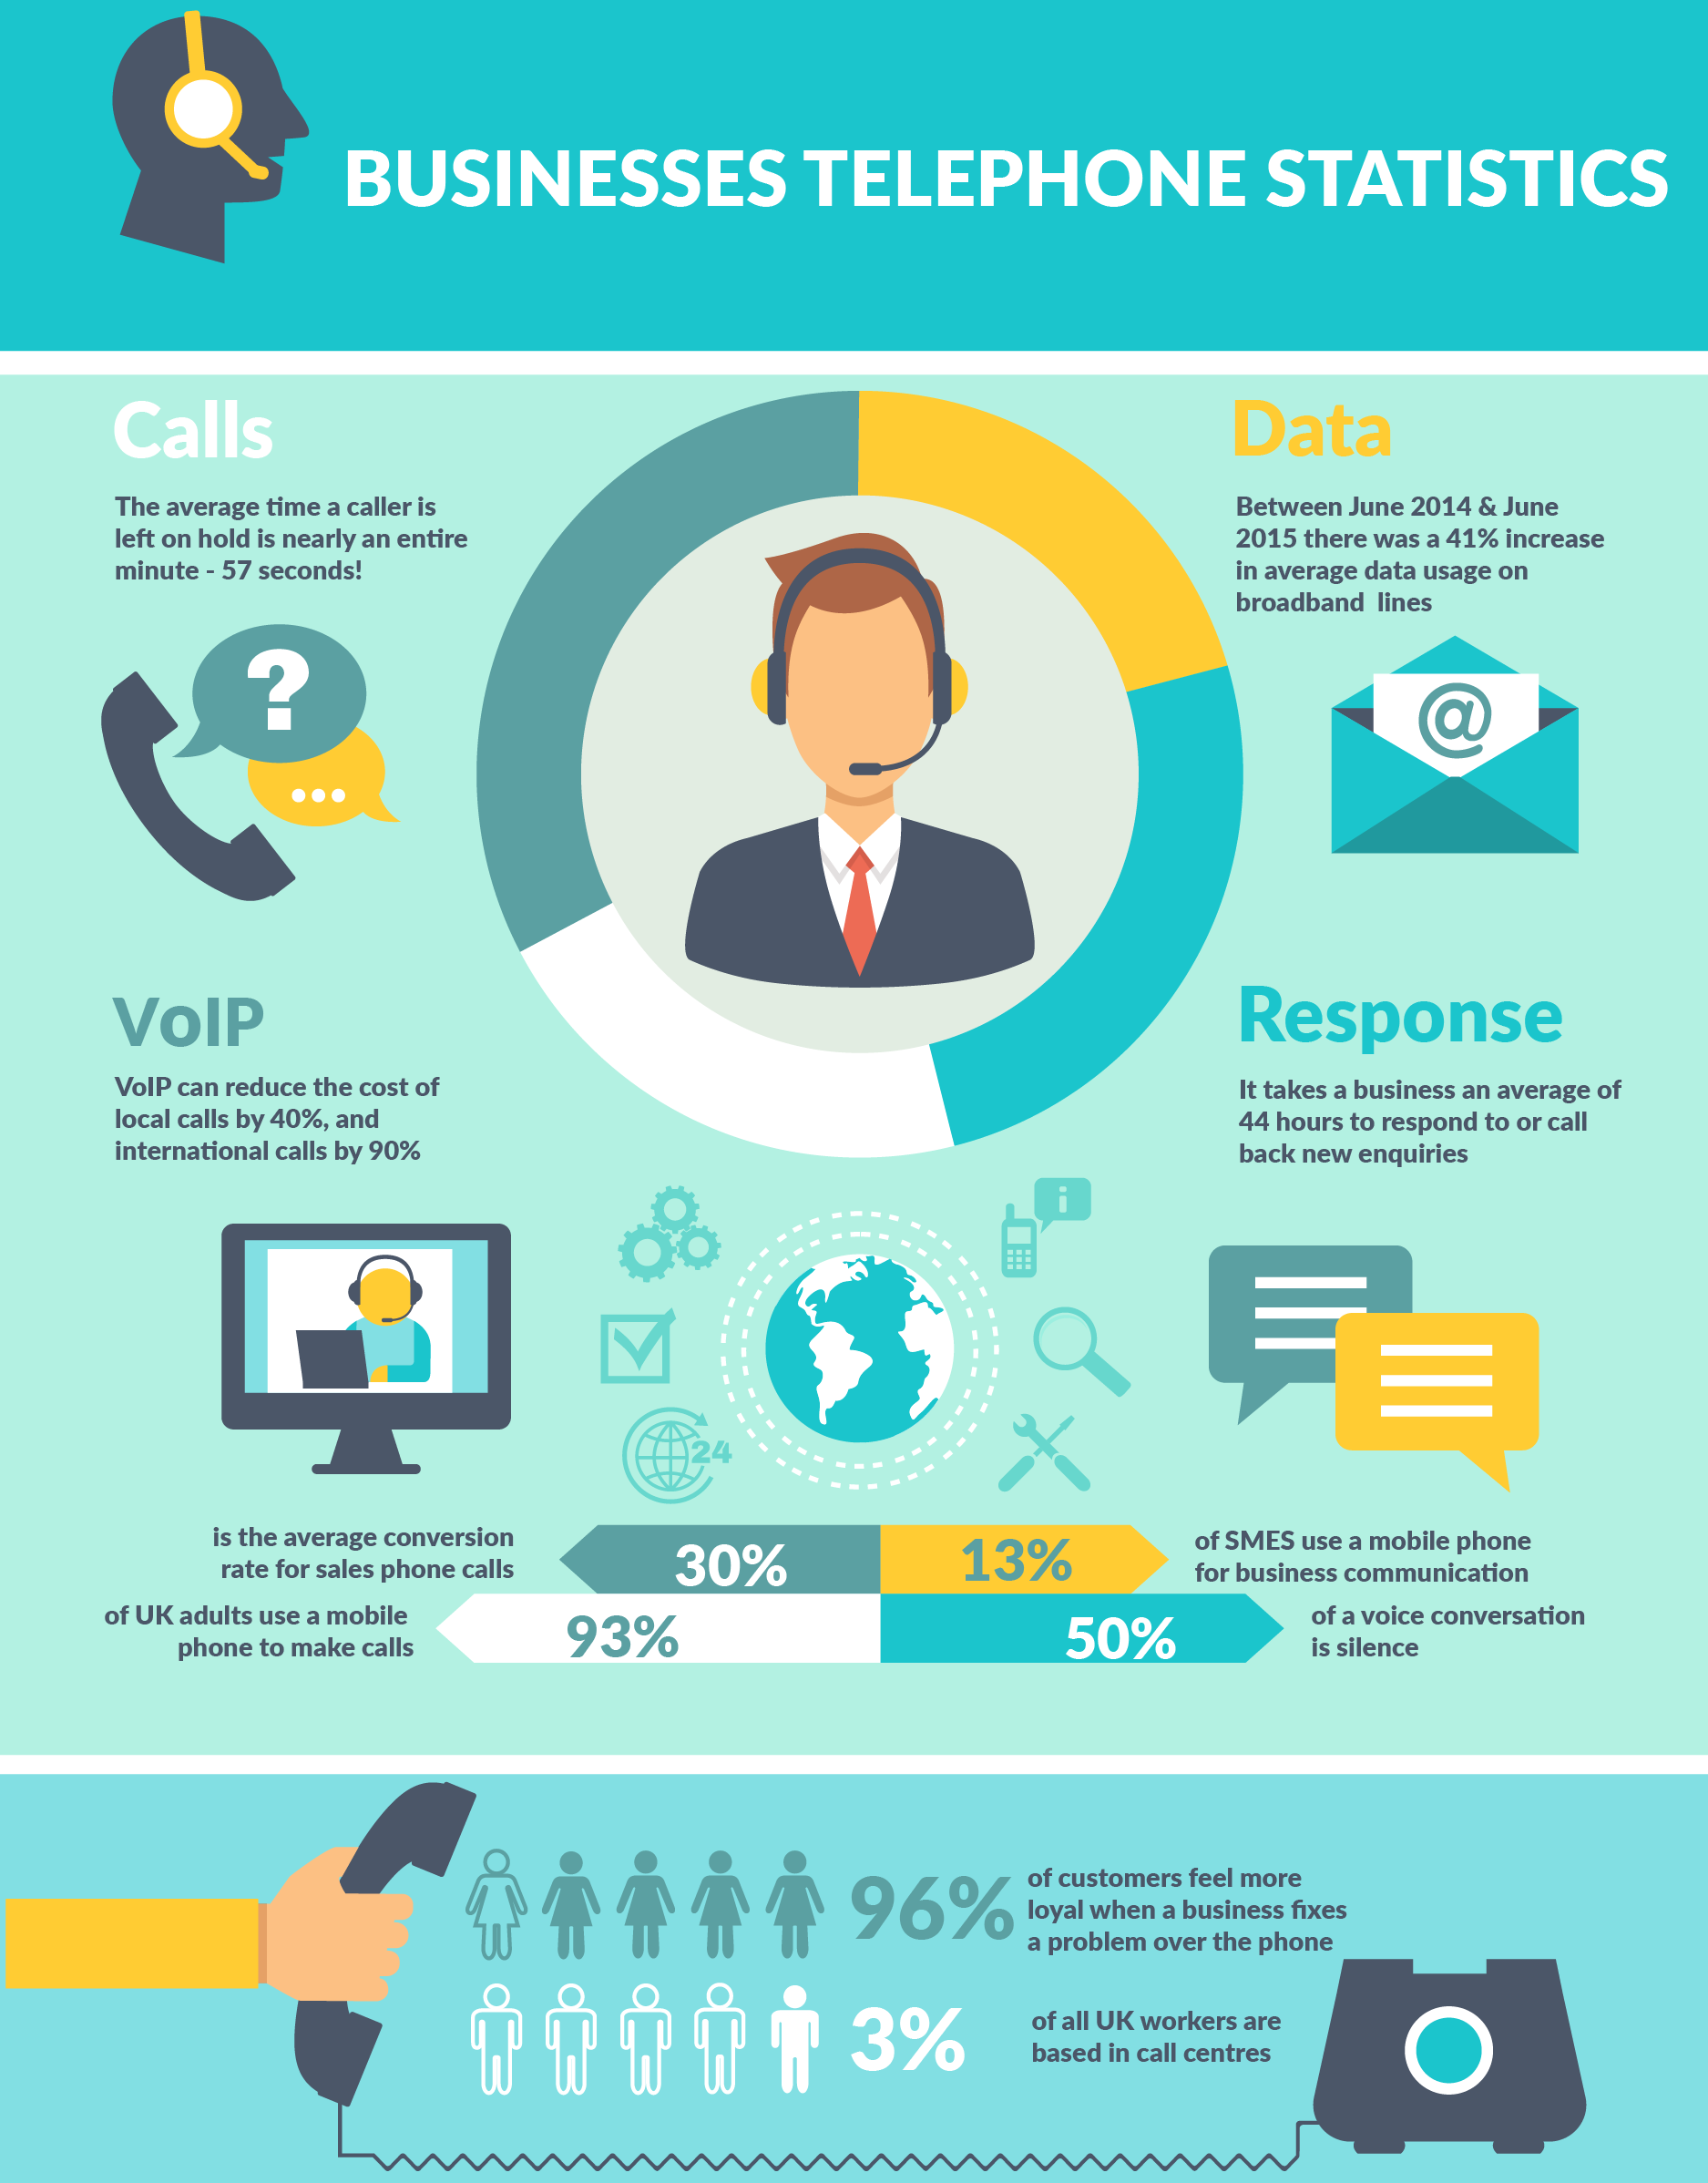 BUSINESSES TELEPHONE STATISTICS
Calls
The average time a caller is
left on hold is nearly an entire
minute - 57 seconds!
?
Data
Between June 2014 & June
2015 there was a 41% increase
in average data usage on
broadband lines
@
VoIP
VoIP can reduce the cost of
local calls by 40%, and
international calls by 90%
Response
It takes a business an average of
44 hours to respond to or call
back new enquiries
i
24
is the average conversion
rate for sales phone calls
30%
13%
of SMES use a mobile phone
for business communication
of UK adults use a mobile
phone to make calls
93%
50%
of a voice conversation
is silence
96%
of customers feel more
loyal when a business fixes
a problem over the phone
3%
of all UK workers are
based in call centres